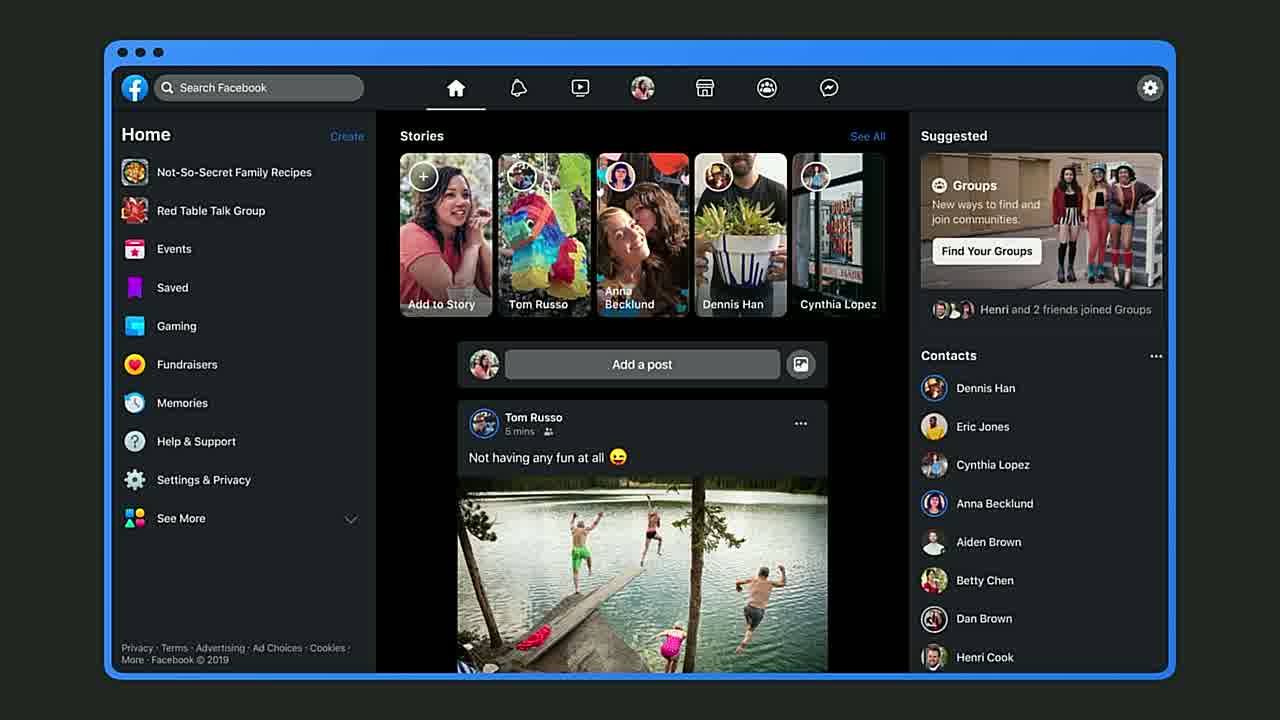 Search Facebook
Home
Create
Not-So-Secret Family Recipes
Red Table Talk Group
Events
Saved
Gaming
Fundraisers
Memories
Help & Support
Settings & Privacy
See More
Privacy · Terms · Advertising · Ad Choices · Cookies ·
More · Facebook © 2019
Stories
See All
Add to Story
Tom Russo
Anna
Becklund
Dennis Han
Cynthia Lopez
Add a post
Tom Russo
5 mins ·
Not having any fun at all 😜
Suggested
Groups
New ways to find and
join communities.
Find Your Groups
Henri and 2 friends joined Groups
Contacts
Dennis Han
Eric Jones
Cynthia Lopez
Anna Becklund
Aiden Brown
Betty Chen
Dan Brown
Henri Cook